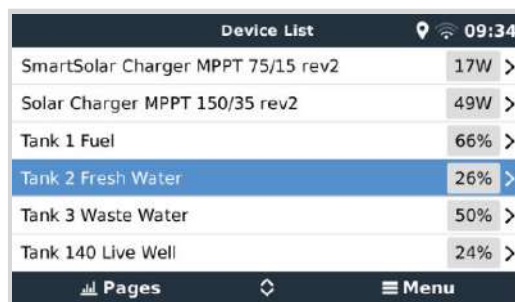 Device List 09:34
SmartSolar Charger MPPT 75/15 rev2 17W
Solar Charger MPPT 150/35 rev2 49W
Tank 1 Fuel 66%
Tank 2 Fresh Water 26%
Tank 3 Waste Water 50%
Tank 140 Live Well 24%
Pages Menu